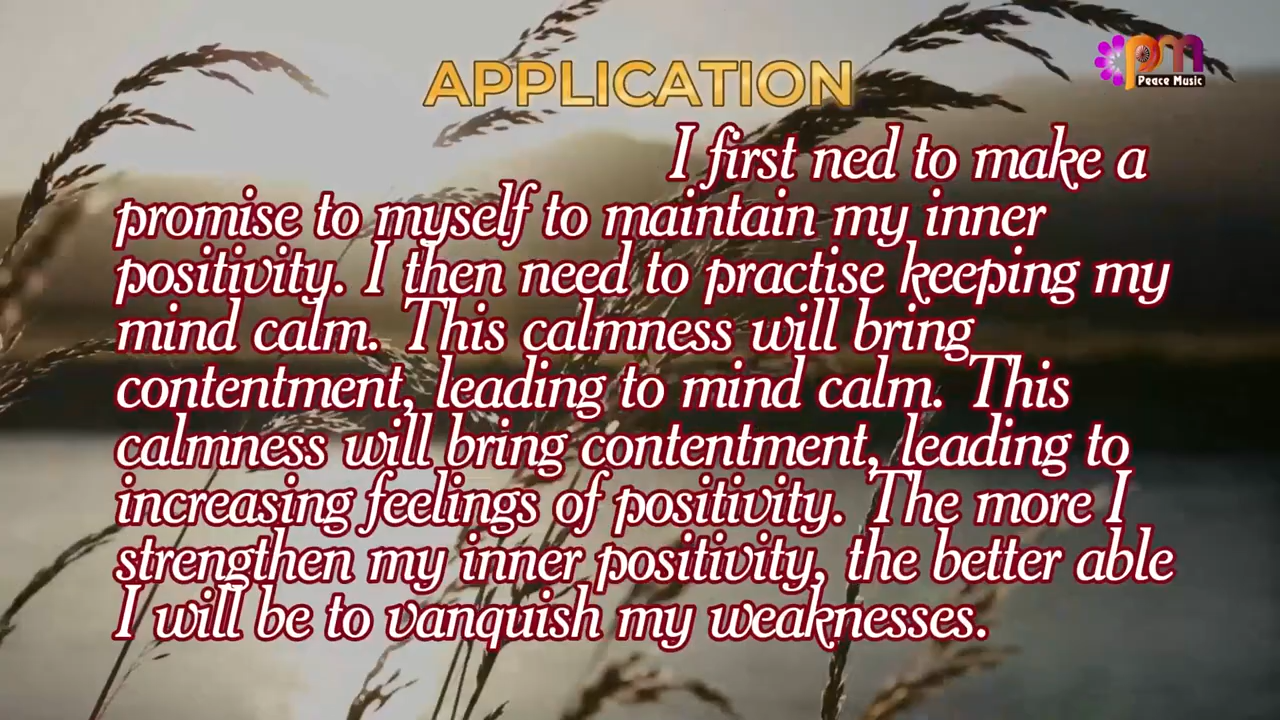 APPLICATION
pm
Peace Music
I first ned to make a
promise to myself to maintain my inner
positivity. I then need to practise keeping my
mind calm. This calmness will bring
contentment, leading to mind calm. This
calmness will bring contentment, leading to
increasing feelings of positivity. The more I
strengthen my inner positivity, the better able
I will be to vanquish my weaknesses.